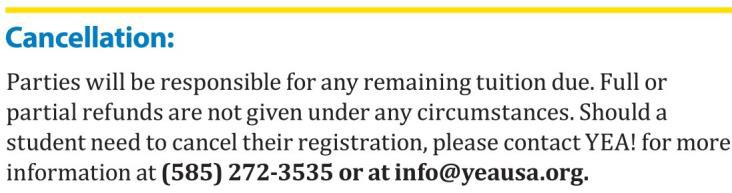 Cancellation:
Parties will be responsible for any remaining tuition due. Full or
partial refunds are not given under any circumstances. Should a
student need to cancel their registration, please contact YEA! for more
information at (585) 272-3535 or at info@yeausa.org.